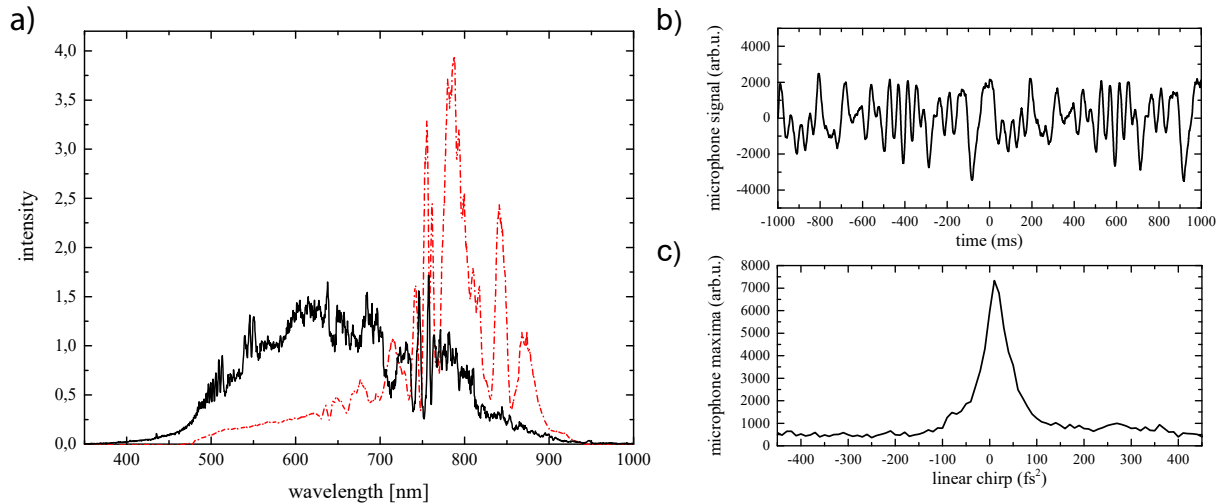 a)
4,0
3,5
3,0
2,5
2,0
1,5
1,0
0,5
0,0
intensity
400 500 600 700 800 900 1000
wavelength [nm]
b)
4000
2000
0
-2000
-4000
microphone signal (arb.u.)
-1000 -800 -600 -400 -200 0 200 400 600 800 1000
time (ms)
c)
8000
7000
6000
5000
4000
3000
2000
1000
0
microphone maxima (arb.u.)
-400 -300 -200 -100 0 100 200 300 400
linear chirp (fs²)